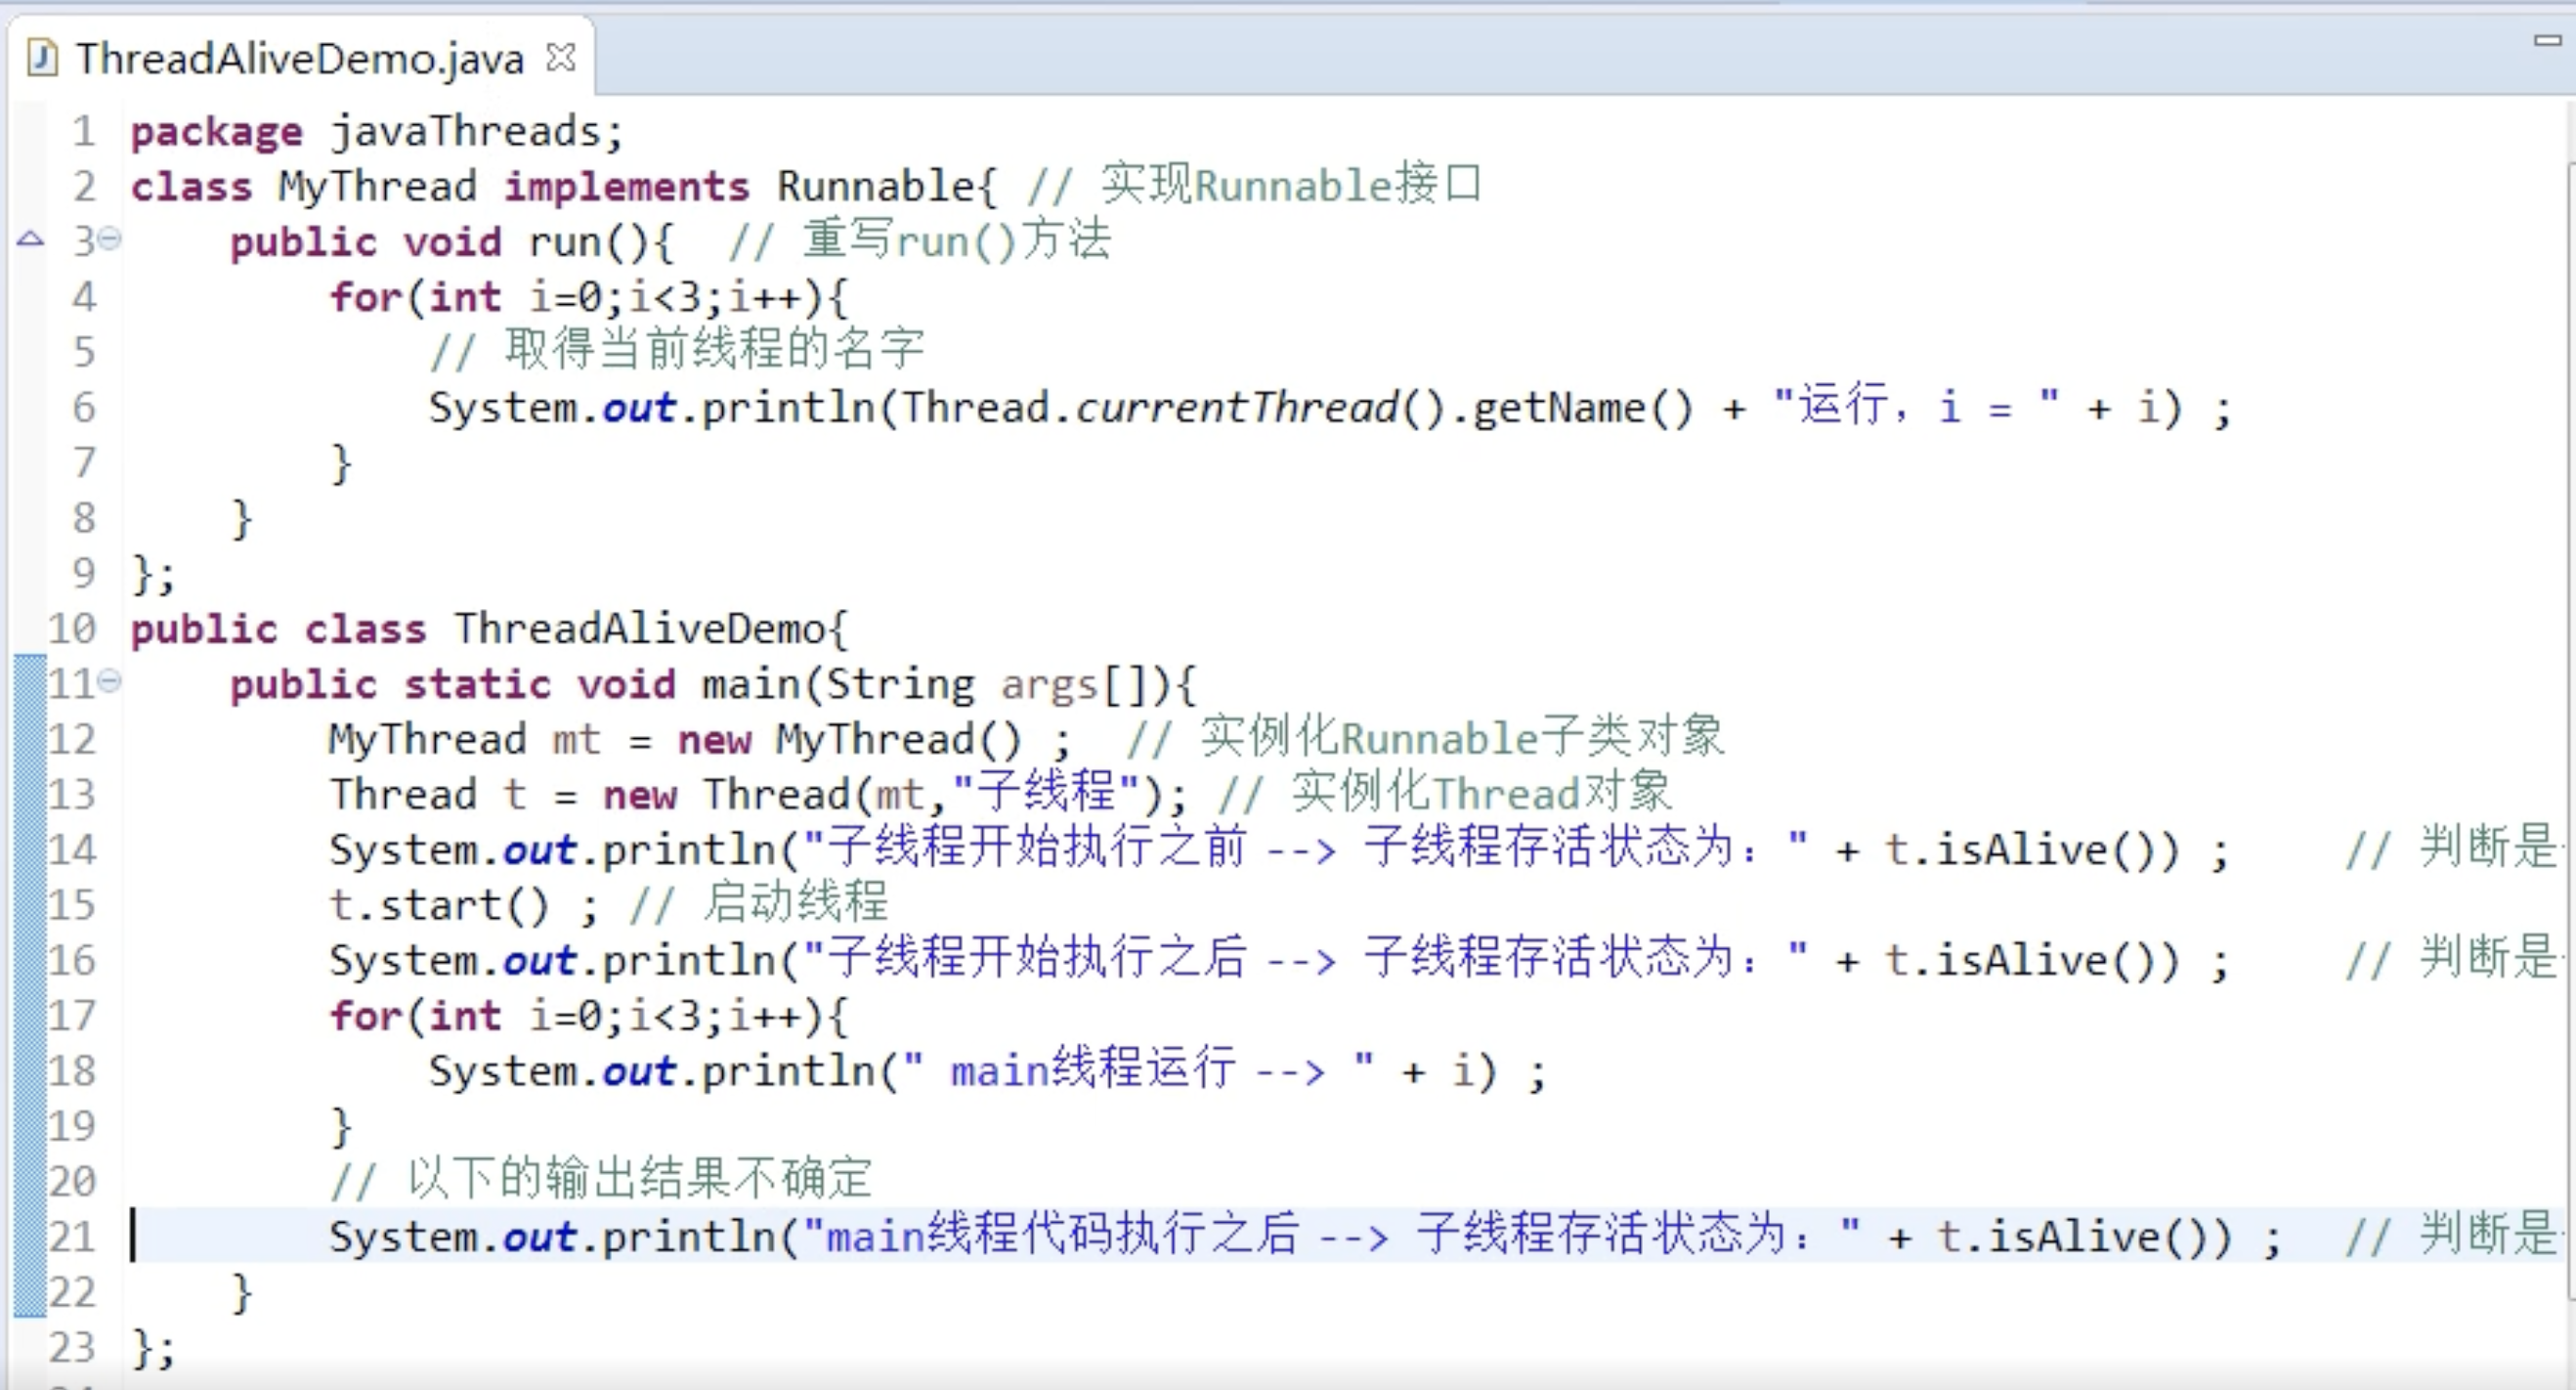 ThreadAliveDemo.java
1 package javaThreads;
2 class MyThread implements Runnable{ // 实现Runnable接口
3 public void run(){ // 重写run()方法
4 for(int i=0;i<3;i++){
5 // 取得当前线程的名字
6 System.out.println(Thread.currentThread().getName() + "运行，i = " + i) ;
7 }
8 }
9 };
10 public class ThreadAliveDemo{
11 public static void main(String args[]){
12 MyThread mt = new MyThread() ; // 实例化Runnable子类对象
13 Thread t = new Thread(mt,"子线程"); // 实例化Thread对象
14 System.out.println("子线程开始执行之前 --> 子线程存活状态为：" + t.isAlive()) ; // 判断是
15 t.start() ; // 启动线程
16 System.out.println("子线程开始执行之后 --> 子线程存活状态为：" + t.isAlive()) ; // 判断是
17 for(int i=0;i<3;i++){
18 System.out.println(" main线程运行 --> " + i) ;
19 }
20 // 以下的输出结果不确定
21 System.out.println("main线程代码执行之后 --> 子线程存活状态为：" + t.isAlive()) ; // 判断是
22 }
23 };